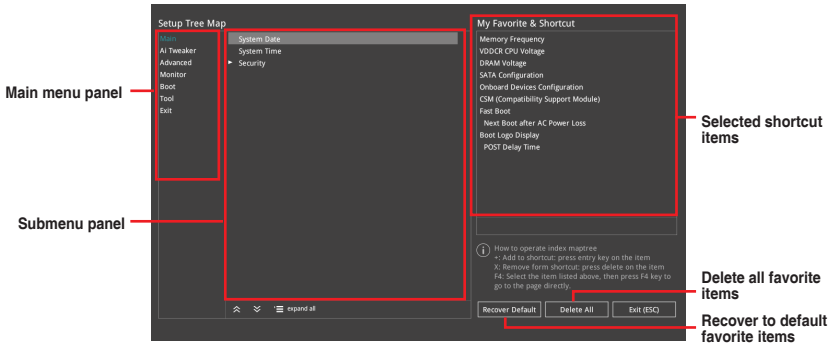 Setup Tree Map
Main
Ai Tweaker
Advanced
Monitor
Boot
Tool
Exit
System Date
System Time
Security
expand all
My Favorite & Shortcut
Memory Frequency
VDDCR CPU Voltage
DRAM Voltage
SATA Configuration
Onboard Devices Configuration
CSM (Compatibility Support Module)
Fast Boot
Next Boot after AC Power Loss
Boot Logo Display
POST Delay Time
How to operate index maptree
+: Add to shortcut: press entry key on the item
X: Remove form shortcut: press delete on the item
F4: Select the item listed above, then press F4 key to
go to the page directly.
Recover Default
Delete All
Exit (ESC)
Main menu panel
Submenu panel
Selected shortcut
items
Delete all favorite
items
Recover to default
favorite items